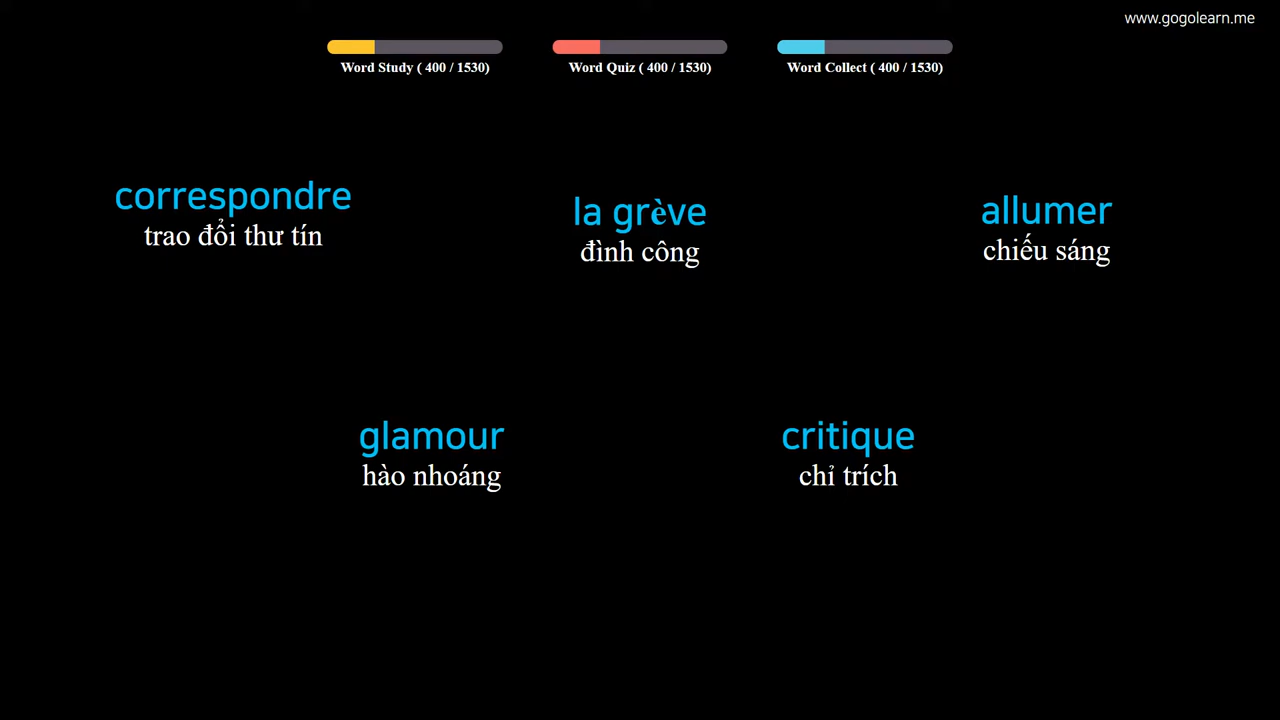 www.gogolearn.me
Word Study ( 400 / 1530)
Word Quiz ( 400 / 1530)
Word Collect ( 400 / 1530)
correspondre
trao đổi thư tín
la grève
đình công
allumer
chiếu sáng
glamour
hào nhoáng
critique
chỉ trích